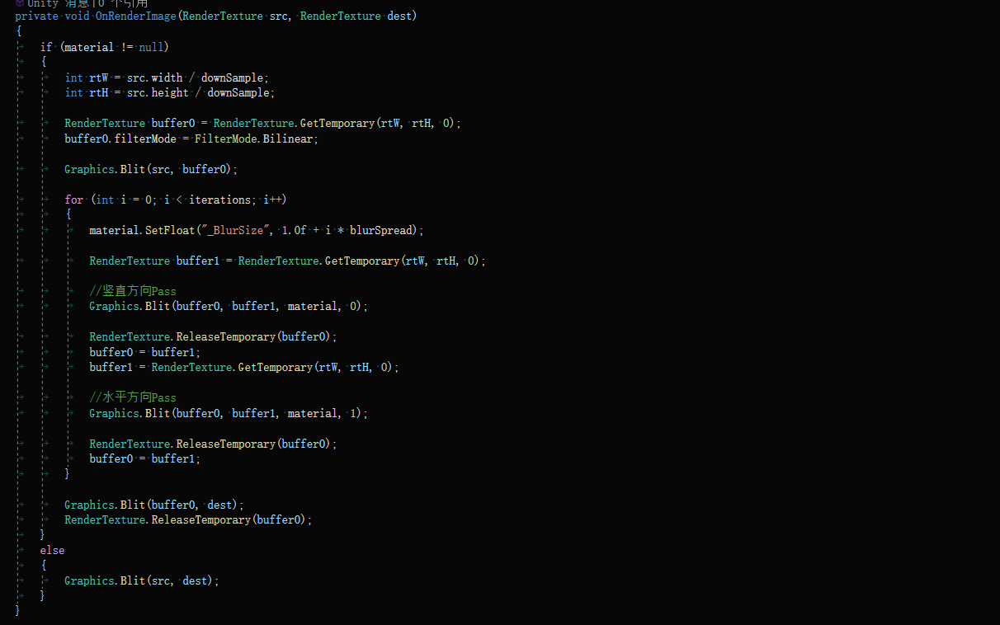 Unity 消息|0 个引用
private void OnRenderImage(RenderTexture src, RenderTexture dest)
{
if (material != null)
{
int rtW = src.width / downSample;
int rtH = src.height / downSample;
RenderTexture buffer0 = RenderTexture.GetTemporary(rtW, rtH, 0);
buffer0.filterMode = FilterMode.Bilinear;
Graphics.Blit(src, buffer0);
for (int i = 0; i < iterations; i++)
{
material.SetFloat("_BlurSize", 1.0f + i * blurSpread);
RenderTexture buffer1 = RenderTexture.GetTemporary(rtW, rtH, 0);
//竖直方向Pass
Graphics.Blit(buffer0, buffer1, material, 0);
RenderTexture.ReleaseTemporary(buffer0);
buffer0 = buffer1;
buffer1 = RenderTexture.GetTemporary(rtW, rtH, 0);
//水平方向Pass
Graphics.Blit(buffer0, buffer1, material, 1);
RenderTexture.ReleaseTemporary(buffer0);
buffer0 = buffer1;
}
Graphics.Blit(buffer0, dest);
RenderTexture.ReleaseTemporary(buffer0);
}
else
{
Graphics.Blit(src, dest);
}
}